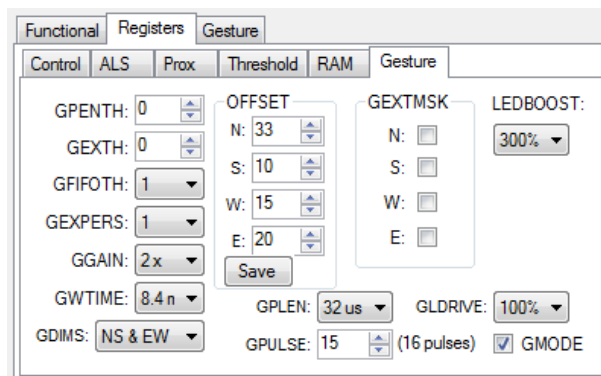 Functional Registers Gesture
Control ALS Prox Threshold RAM Gesture
GPENTH: 0
GEXTH: 0
GFIFOTH: 1
GEXPERS: 1
GGAIN: 2x
GWTIME: 8.4 n
GDIMS: NS & EW
OFFSET
N: 33
S: 10
W: 15
E: 20
Save
GEXTMSK
N:
S:
W:
E:
LEDBOOST:
300%
GPLEN: 32 us
GLDRIVE: 100%
GPULSE: 15 (16 pulses)
GMODE